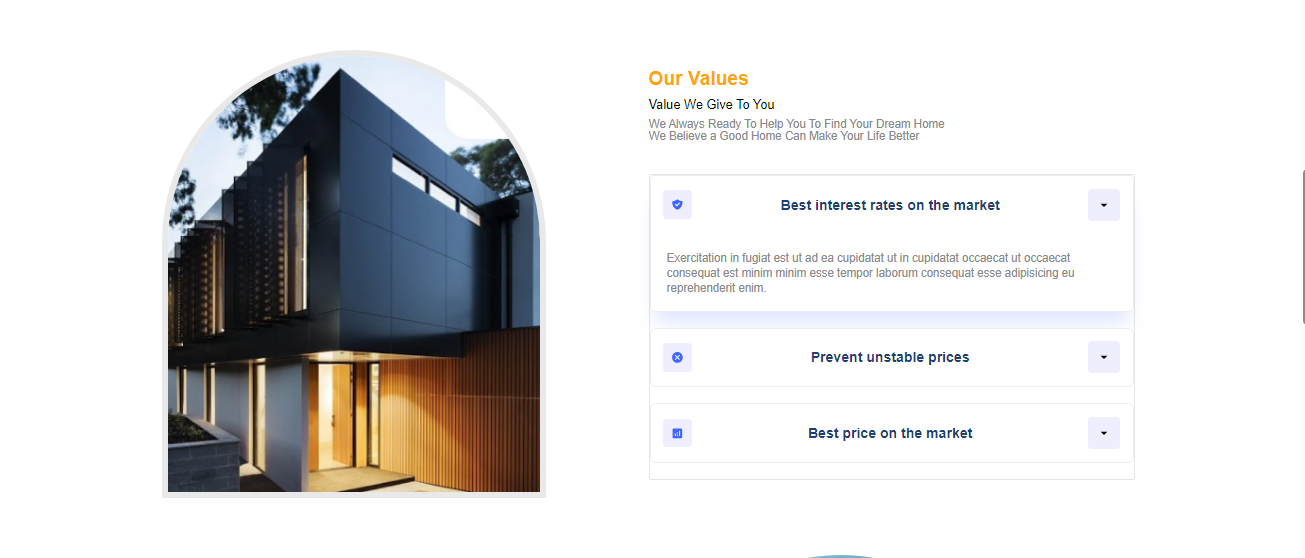 Our Values
Value We Give To You
We Always Ready To Help You To Find Your Dream Home
We Believe a Good Home Can Make Your Life Better
Best interest rates on the market
Exercitation in fugiat est ut ad ea cupidatat ut in cupidatat occaecat ut occaecat
consequat est minim minim esse tempor laborum consequat esse adipisicing eu
reprehenderit enim.
Prevent unstable prices
Best price on the market